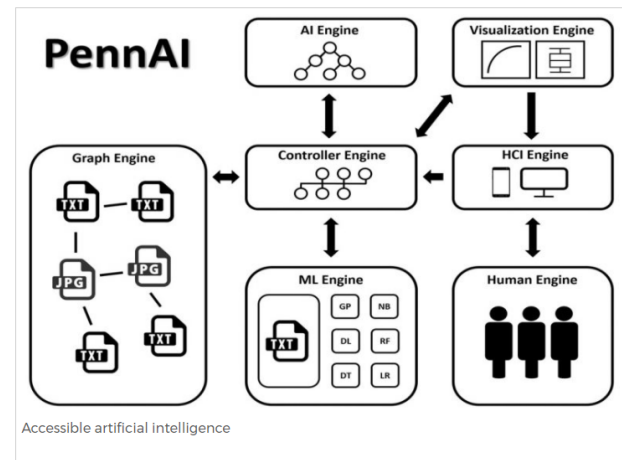 PennAI
AI Engine
Visualization Engine
Graph Engine
TXT
TXT
JPG
JPG
TXT
TXT
Controller Engine
HCI Engine
ML Engine
TXT
GP
NB
DL
RF
DT
LR
Human Engine
Accessible artificial intelligence